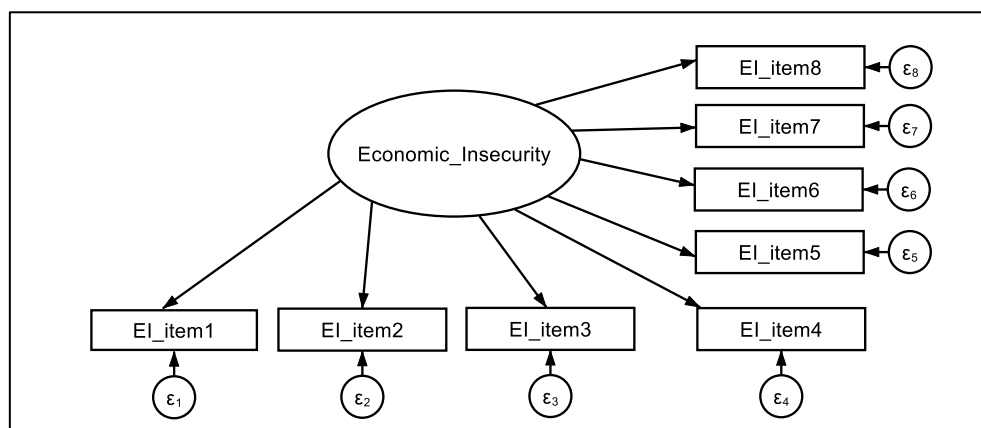 EI_item8
ε8
EI_item7
ε7
Economic_Insecurity
EI_item6
ε6
EI_item5
ε5
EI_item1
EI_item2
EI_item3
EI_item4
ε1
ε2
ε3
ε4